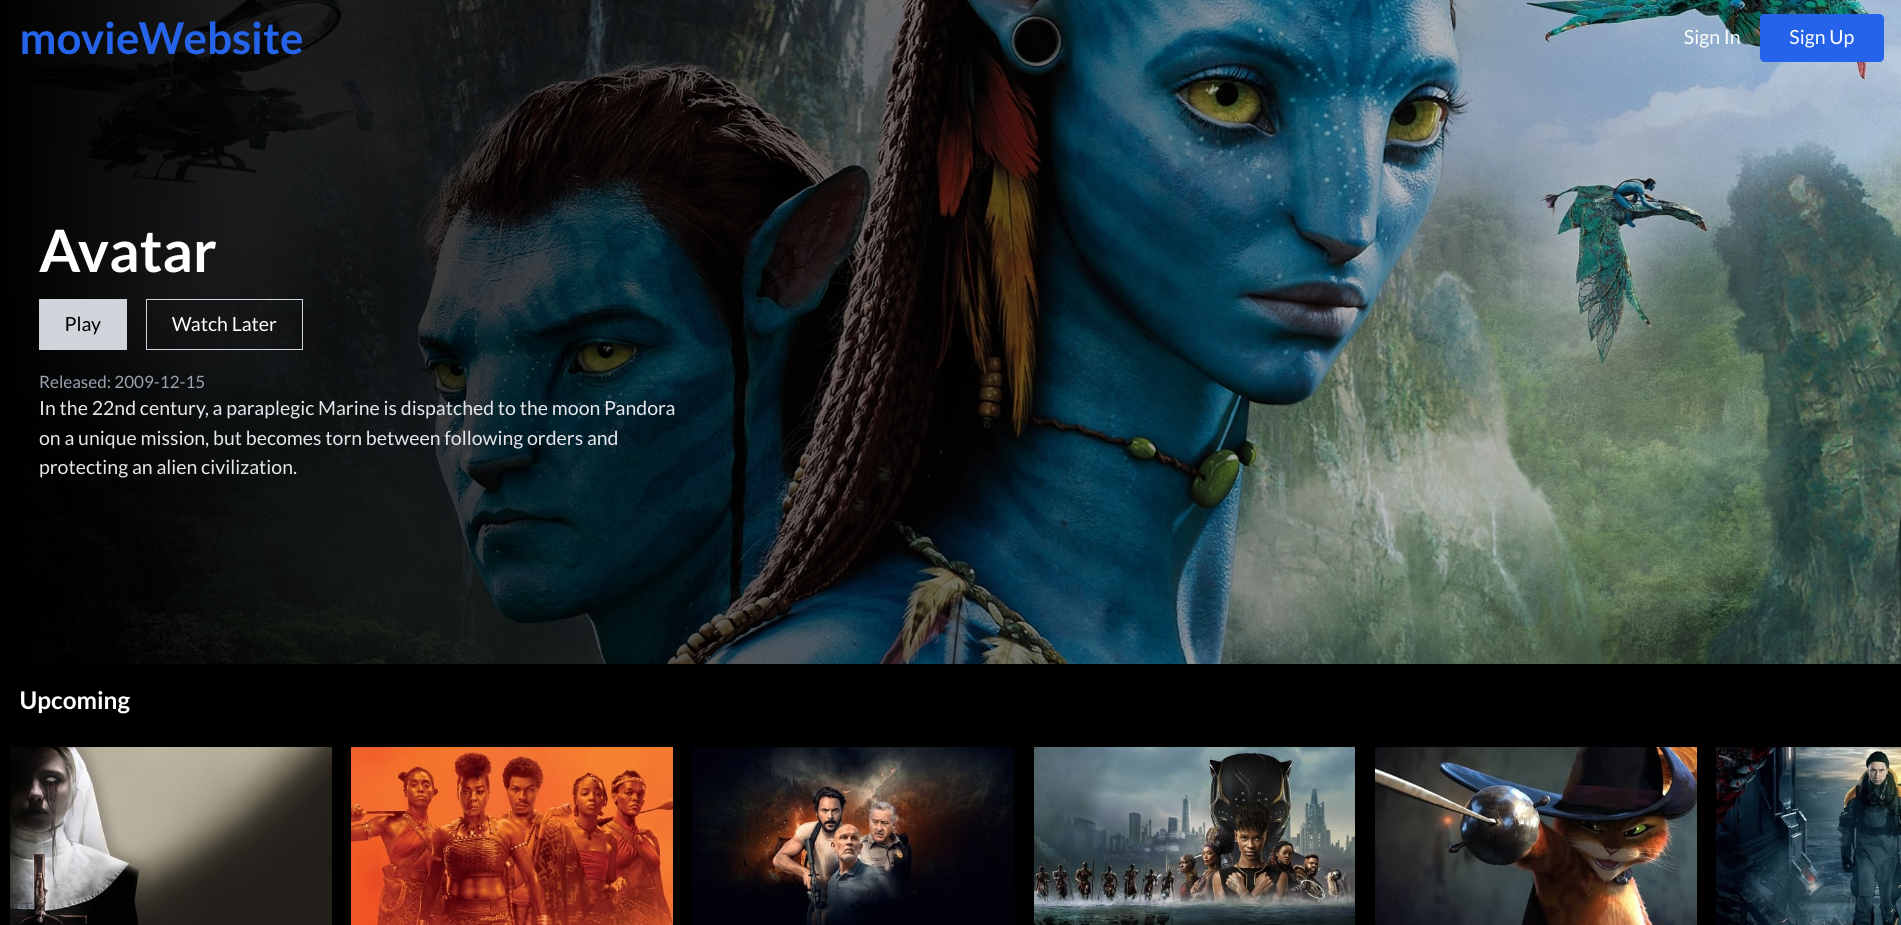 movieWebsite
Sign In
Sign Up
Avatar
Play
Watch Later
Released: 2009-12-15
In the 22nd century, a paraplegic Marine is dispatched to the moon Pandora
on a unique mission, but becomes torn between following orders and
protecting an alien civilization.
Upcoming